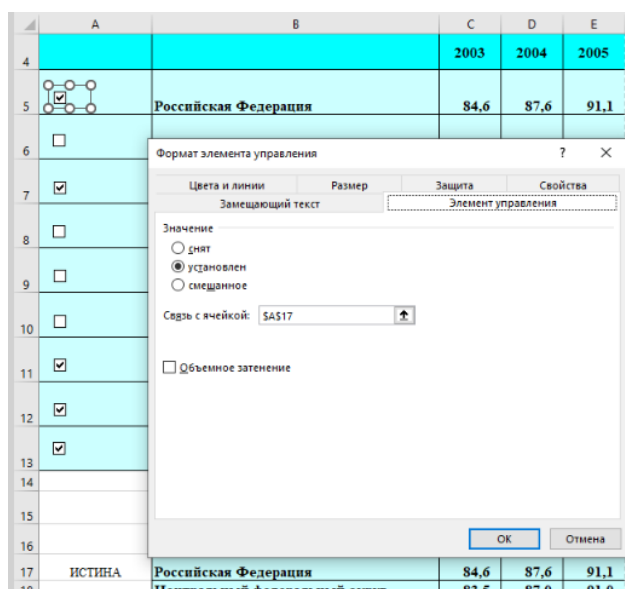 A B C D E
4 2003 2004 2005
5 Российская Федерация 84,6 87,6 91,1
6
Формат элемента управления ? ×
7
Цвета и линии Размер Защита Свойства
Замещающий текст Элемент управления
8
Значение
снят
9
установлен
смешанное
10
Связь с ячейкой: $A$17
11
Объемное затенение
12
13
14
15
16
ОК Отмена
17 ИСТИНА Российская Федерация 84,6 87,6 91,1